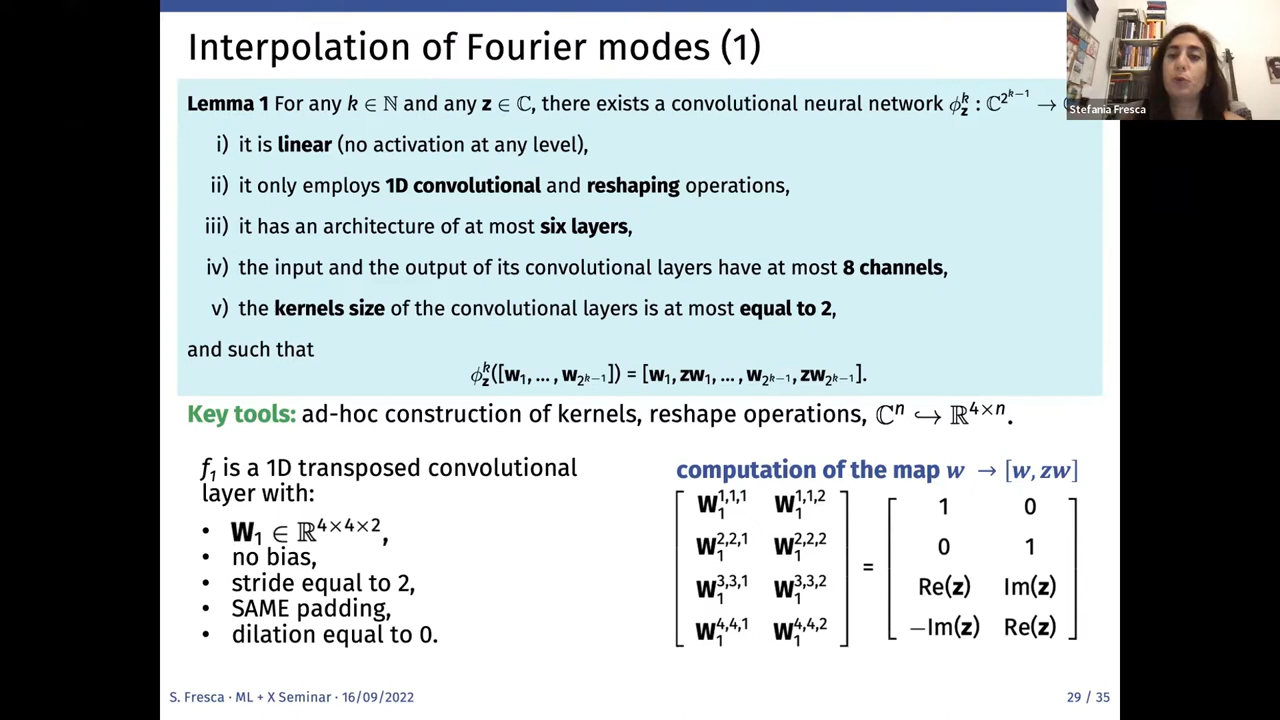 Interpolation of Fourier modes (1)
Stefania Fresca
Lemma 1 For any k ∈ ℕ and any z ∈ ℂ, there exists a convolutional neural network ϕ_z^k : ℂ^{2^{k−1}} →
i) it is linear (no activation at any level),
ii) it only employs 1D convolutional and reshaping operations,
iii) it has an architecture of at most six layers,
iv) the input and the output of its convolutional layers have at most 8 channels,
v) the kernels size of the convolutional layers is at most equal to 2,
and such that
ϕ_z^k([w_1, ..., w_{2^{k−1}}]) = [w_1, zw_1, ..., w_{2^{k−1}}, zw_{2^{k−1}}].
Key tools: ad-hoc construction of kernels, reshape operations, ℂ^n ↪ ℝ^{4×n}.
f_1 is a 1D transposed convolutional
layer with:
• W_1 ∈ ℝ^{4×4×2},
• no bias,
• stride equal to 2,
• SAME padding,
• dilation equal to 0.
computation of the map w → [w, zw]
W_1^{1,1,1} W_1^{1,1,2} 1 0
W_1^{2,2,1} W_1^{2,2,2} 0 1
=
W_1^{3,3,1} W_1^{3,3,2} Re(z) Im(z)
W_1^{4,4,1} W_1^{4,4,2} −Im(z) Re(z)
S. Fresca · ML + X Seminar · 16/09/2022
29 / 35